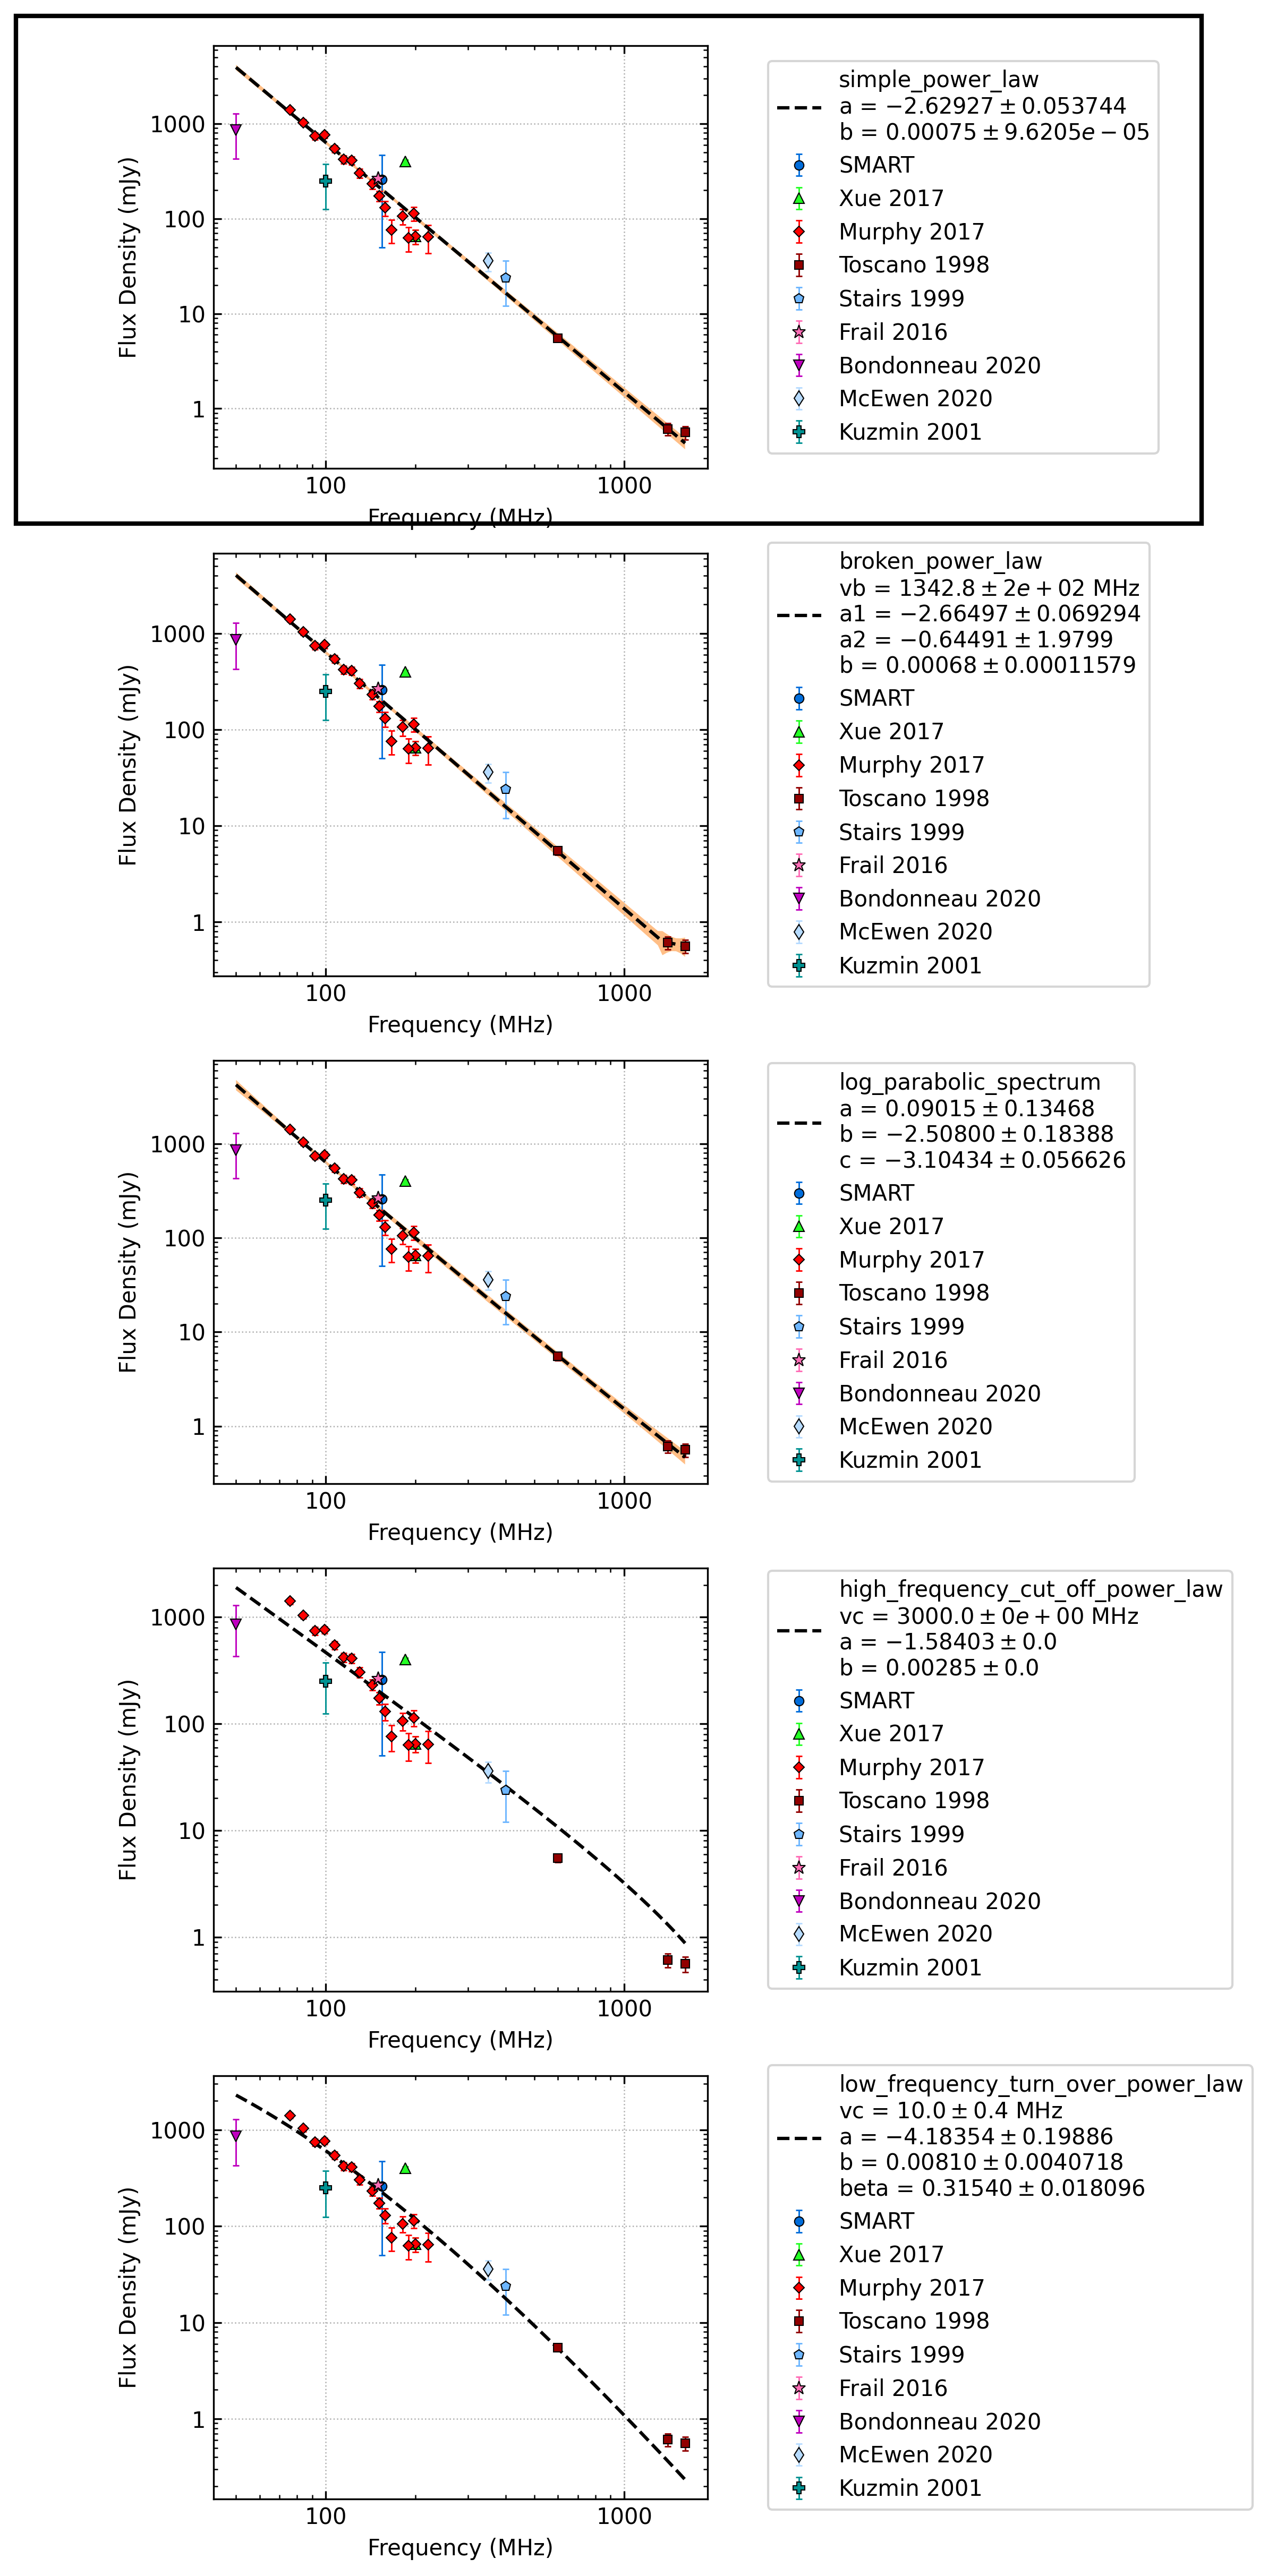 1000
100
10
1
Flux Density (mJy)
100
1000
Frequency (MHz)
simple_power_law
a = −2.62927 ± 0.053744
b = 0.00075 ± 9.6205e − 05
SMART
Xue 2017
Murphy 2017
Toscano 1998
Stairs 1999
Frail 2016
Bondonneau 2020
McEwen 2020
Kuzmin 2001
1000
100
10
1
Flux Density (mJy)
100
1000
Frequency (MHz)
broken_power_law
vb = 1342.8 ± 2e + 02 MHz
a1 = −2.66497 ± 0.069294
a2 = −0.64491 ± 1.9799
b = 0.00068 ± 0.00011579
SMART
Xue 2017
Murphy 2017
Toscano 1998
Stairs 1999
Frail 2016
Bondonneau 2020
McEwen 2020
Kuzmin 2001
1000
100
10
1
Flux Density (mJy)
100
1000
Frequency (MHz)
log_parabolic_spectrum
a = 0.09015 ± 0.13468
b = −2.50800 ± 0.18388
c = −3.10434 ± 0.056626
SMART
Xue 2017
Murphy 2017
Toscano 1998
Stairs 1999
Frail 2016
Bondonneau 2020
McEwen 2020
Kuzmin 2001
1000
100
10
1
Flux Density (mJy)
100
1000
Frequency (MHz)
high_frequency_cut_off_power_law
vc = 3000.0 ± 0e + 00 MHz
a = −1.58403 ± 0.0
b = 0.00285 ± 0.0
SMART
Xue 2017
Murphy 2017
Toscano 1998
Stairs 1999
Frail 2016
Bondonneau 2020
McEwen 2020
Kuzmin 2001
1000
100
10
1
Flux Density (mJy)
100
1000
Frequency (MHz)
low_frequency_turn_over_power_law
vc = 10.0 ± 0.4 MHz
a = −4.18354 ± 0.19886
b = 0.00810 ± 0.0040718
beta = 0.31540 ± 0.018096
SMART
Xue 2017
Murphy 2017
Toscano 1998
Stairs 1999
Frail 2016
Bondonneau 2020
McEwen 2020
Kuzmin 2001